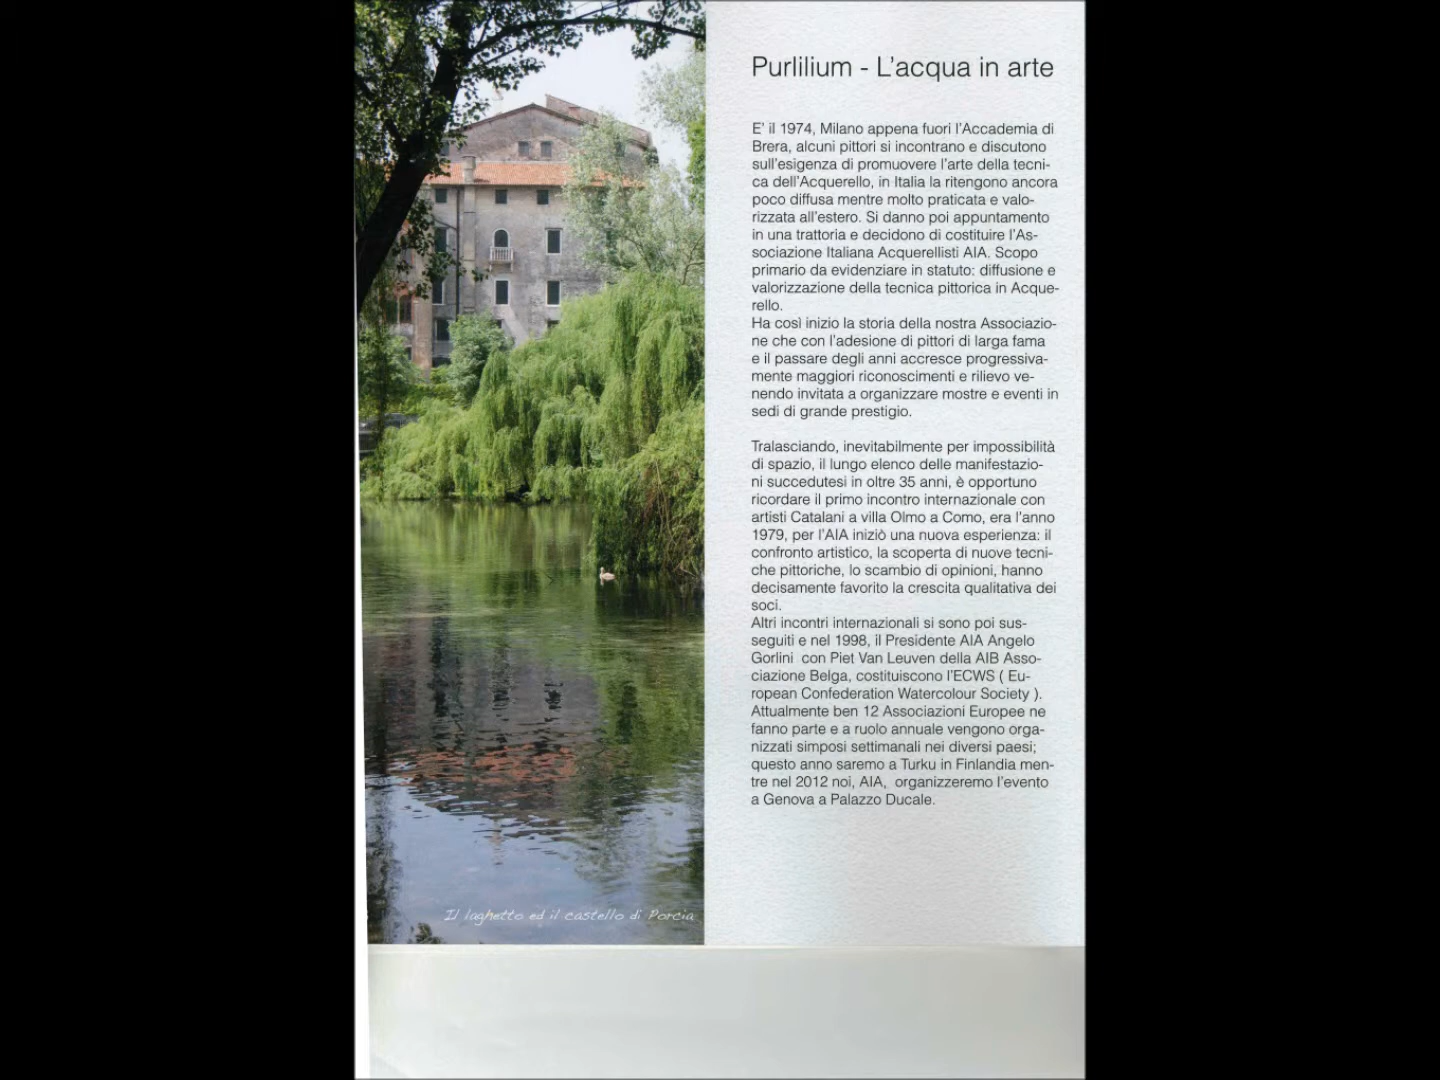 Purlilium - L'acqua in arte
E' il 1974, Milano appena fuori l'Accademia di
Brera, alcuni pittori si incontrano e discutono
sull'esigenza di promuovere l'arte della tecni-
ca dell'Acquerello, in Italia la ritengono ancora
poco diffusa mentre molto praticata e valo-
rizzata all'estero. Si danno poi appuntamento
in una trattoria e decidono di costituire l'As-
sociazione Italiana Acquerellisti AIA. Scopo
primario da evidenziare in statuto: diffusione e
valorizzazione della tecnica pittorica in Acque-
rello.
Ha così inizio la storia della nostra Associazio-
ne che con l'adesione di pittori di larga fama
e il passare degli anni accresce progressiva-
mente maggiori riconoscimenti e rilievo ve-
nendo invitata a organizzare mostre e eventi in
sedi di grande prestigio.
Tralasciando, inevitabilmente per impossibilità
di spazio, il lungo elenco delle manifestazio-
ni succedutesi in oltre 35 anni, è opportuno
ricordare il primo incontro internazionale con
artisti Catalani a villa Olmo a Como, era l'anno
1979, per l'AIA iniziò una nuova esperienza: il
confronto artistico, la scoperta di nuove tecni-
che pittoriche, lo scambio di opinioni, hanno
decisamente favorito la crescita qualitativa dei
soci.
Altri incontri internazionali si sono poi sus-
seguiti e nel 1998, il Presidente AIA Angelo
Gorlini con Piet Van Leuven della AIB Asso-
ciazione Belga, costituiscono l'ECWS ( Eu-
ropean Confederation Watercolour Society ).
Attualmente ben 12 Associazioni Europee ne
fanno parte e a ruolo annuale vengono orga-
nizzati simposi settimanali nei diversi paesi;
questo anno saremo a Turku in Finlandia men-
tre nel 2012 noi, AIA, organizzeremo l'evento
a Genova a Palazzo Ducale.
Il laghetto ed il castello di Porcia